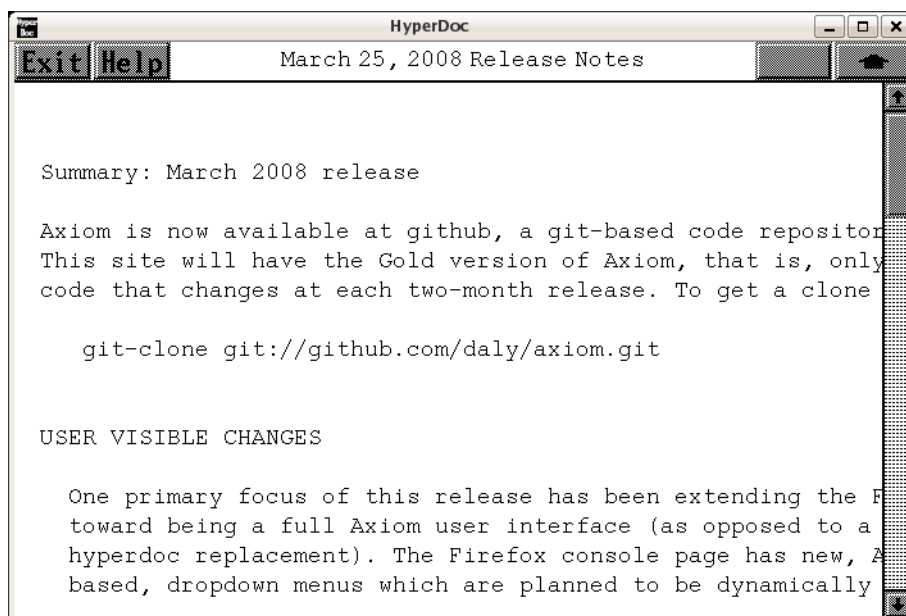 Hyper Doc
HyperDoc
Exit Help March 25, 2008 Release Notes
Summary: March 2008 release
Axiom is now available at github, a git-based code repositor
This site will have the Gold version of Axiom, that is, only
code that changes at each two-month release. To get a clone
git-clone git://github.com/daly/axiom.git
USER VISIBLE CHANGES
One primary focus of this release has been extending the F
toward being a full Axiom user interface (as opposed to a
hyperdoc replacement). The Firefox console page has new, A
based, dropdown menus which are planned to be dynamically